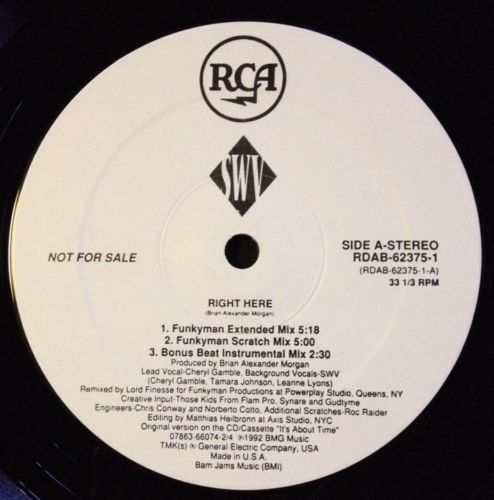 RCA
SWV
NOT FOR SALE
SIDE A-STEREO
RDAB-62375-1
(RDAB-62375-1-A)
33 1/3 RPM
RIGHT HERE
(Brian Alexander Morgan)
1. Funkyman Extended Mix 5:18
2. Funkyman Scratch Mix 5:00
3. Bonus Beat Instrumental Mix 2:30
Produced by Brian Alexander Morgan
Lead Vocal-Cheryl Gamble, Background Vocals-SWV
(Cheryl Gamble, Tamara Johnson, Leanne Lyons)
Remixed by Lord Finesse for Funkyman Productions at Powerplay Studio, Queens, NY
Creative Input-Those Kids From Flam Pro, Synare and Gudtyme
Engineers-Chris Conway and Norberto Cotto, Additional Scratches-Roc Raider
Editing by Matthias Heilbronn at Axis Studio, NYC
Original version on the CD/Cassette "It's About Time"
07863-66074-2/4 ℗1992 BMG Music
TMK(s) ® General Electric Company, USA
Made in U.S.A.
Bam Jams Music (BMI)